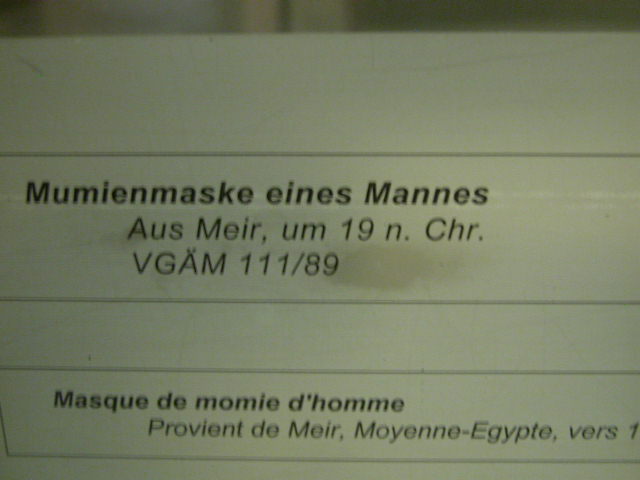 Mumienmaske eines Mannes
Aus Meir, um 19 n. Chr.
VGÄM 111/89
Masque de momie d'homme
Provient de Meir, Moyenne-Egypte, vers 1